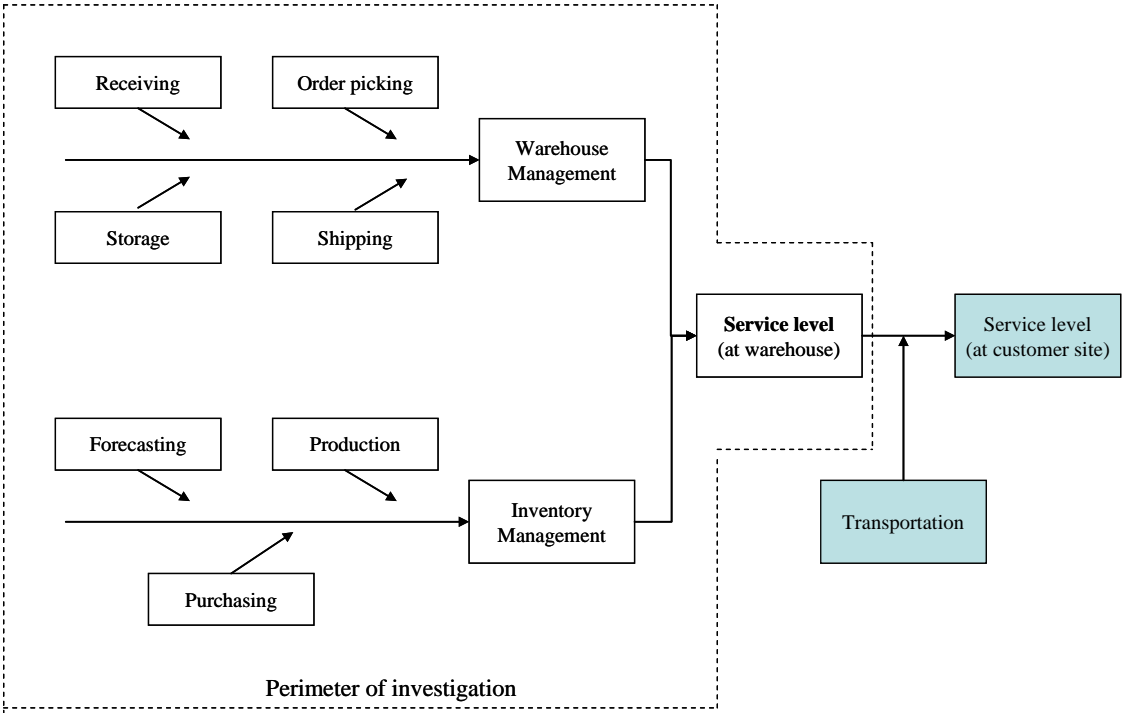 Receiving
Order picking
Warehouse
Management
Storage
Shipping
Service level
(at warehouse)
Service level
(at customer site)
Forecasting
Production
Inventory
Management
Transportation
Purchasing
Perimeter of investigation